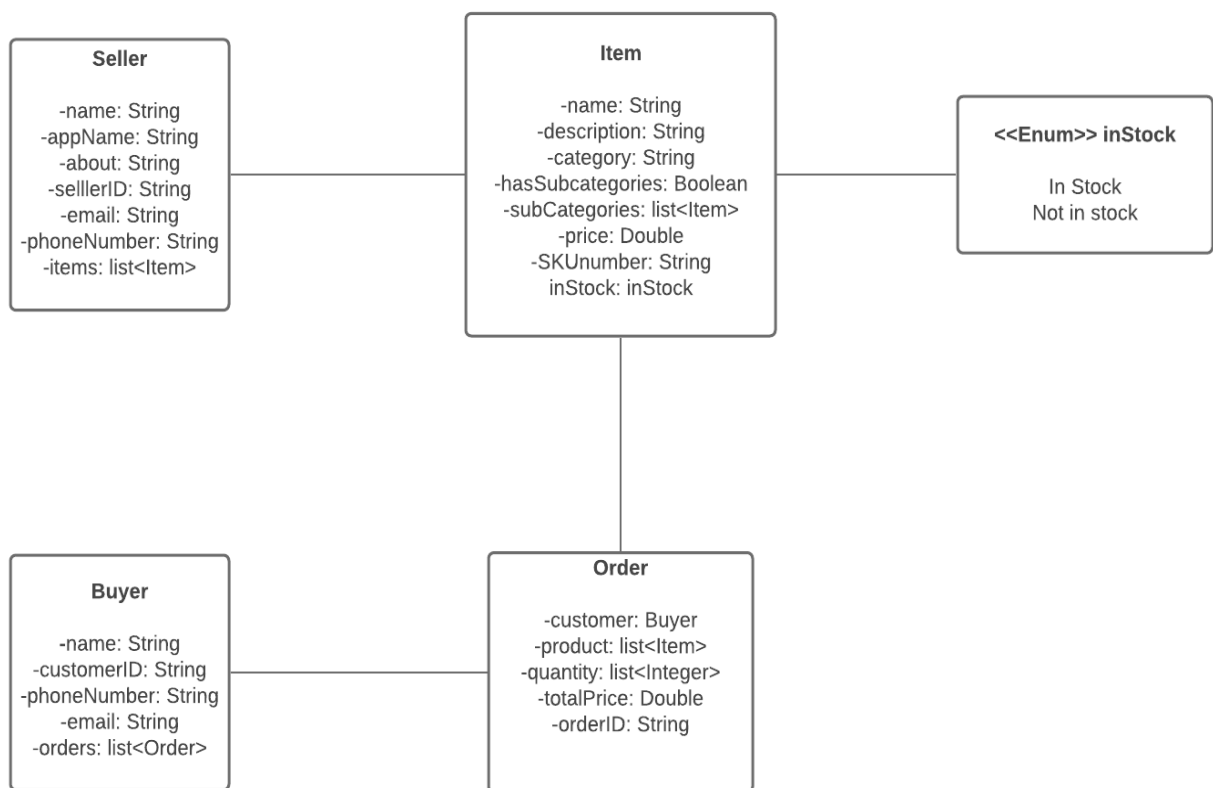 Seller
-name: String
-appName: String
-about: String
-selllerID: String
-email: String
-phoneNumber: String
-items: list<Item>
Item
-name: String
-description: String
-category: String
-hasSubcategories: Boolean
-subCategories: list<Item>
-price: Double
-SKUnumber: String
inStock: inStock
<<Enum>> inStock
In Stock
Not in stock
Buyer
-name: String
-customerID: String
-phoneNumber: String
-email: String
-orders: list<Order>
Order
-customer: Buyer
-product: list<Item>
-quantity: list<Integer>
-totalPrice: Double
-orderID: String